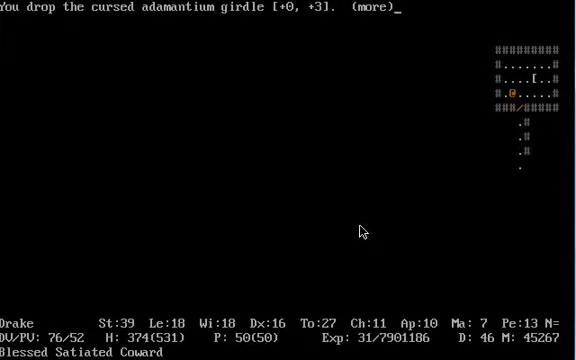 You drop the cursed adamantium girdle [+0, +3].  (more)_
#########
#.......#
#....[..#
#.@.....#
###/#####
.#
.#
.#
.
Drake St:39 Le:18 Wi:18 Dx:16 To:27 Ch:11 Ap:10 Ma: 7 Pe:13 N=
DV/PV: 76/52 H: 374(531) P: 50(50) Exp: 31/7901186 D: 46 M: 45267
Blessed Satiated Coward